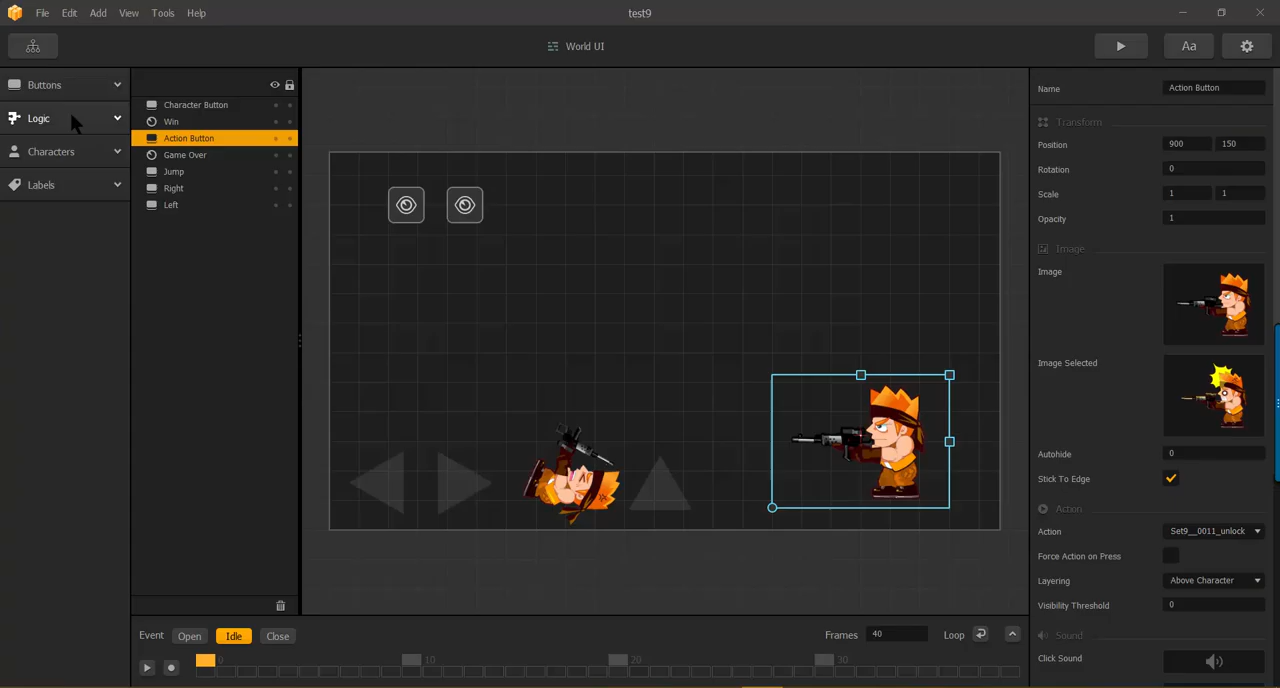 File Edit Add View Tools Help
test9
World UI
Aa
Buttons
Logic
Characters
Labels
Character Button
Win
Action Button
Game Over
Jump
Right
Left
Name Action Button
Transform
Position 900 150
Rotation 0
Scale 1 1
Opacity 1
Image
Image
Image Selected
Autohide 0
Stick To Edge
Action
Action Set9__0011_unlock
Force Action on Press
Layering Above Character
Visibility Threshold 0
Sound
Click Sound
Event Open Idle Close
Frames 40 Loop
0 10 20 30